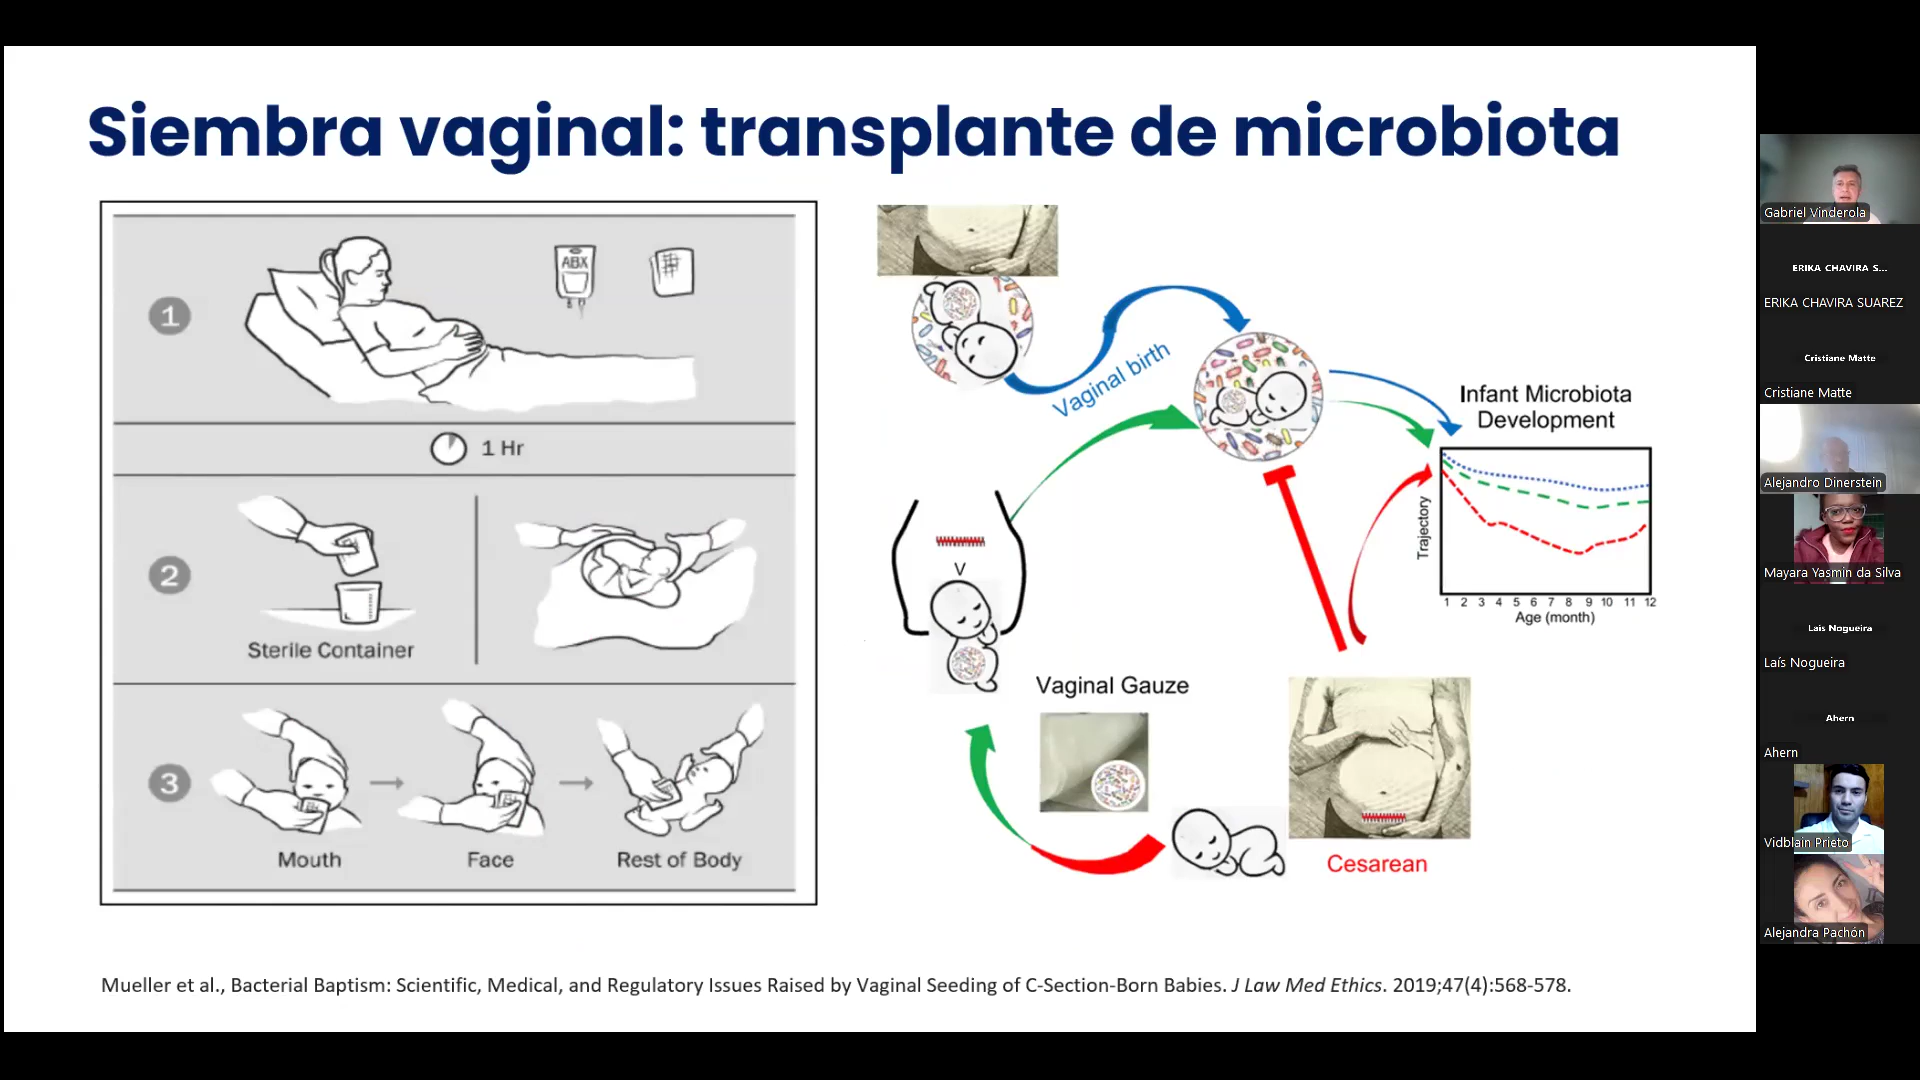 Siembra vaginal: transplante de microbiota
1
ABX
1 Hr
2
Sterile Container
3
Mouth
Face
Rest of Body
Vaginal birth
V
Vaginal Gauze
Cesarean
Infant Microbiota
Development
Trajectory
1 2 3 4 5 6 7 8 9 10 11 12
Age (month)
Mueller et al., Bacterial Baptism: Scientific, Medical, and Regulatory Issues Raised by Vaginal Seeding of C-Section-Born Babies. J Law Med Ethics. 2019;47(4):568-578.
Gabriel Vinderola
ERIKA CHAVIRA S...
ERIKA CHAVIRA SUAREZ
Cristiane Matte
Cristiane Matte
Alejandro Dinerstein
Mayara Yasmin da Silva
Laís Nogueira
Laís Nogueira
Ahern
Ahern
Vidblain Prieto
Alejandra Pachón